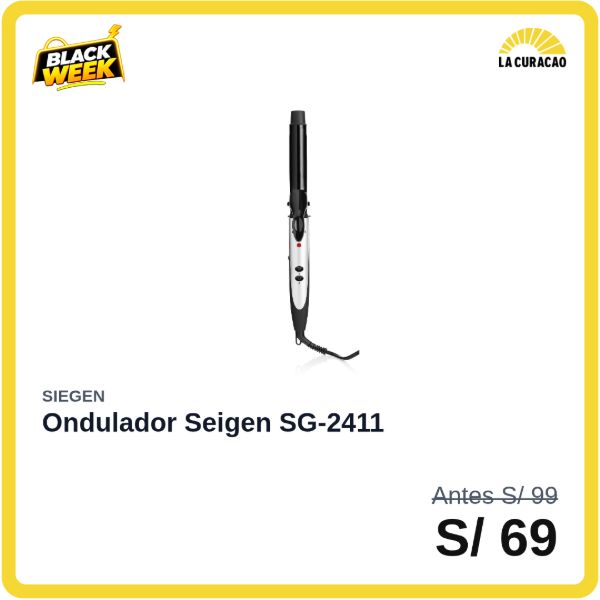 BLACK
WEEK
LA CURACAO
SIEGEN
Ondulador Seigen SG-2411
Antes S/ 99
S/ 69